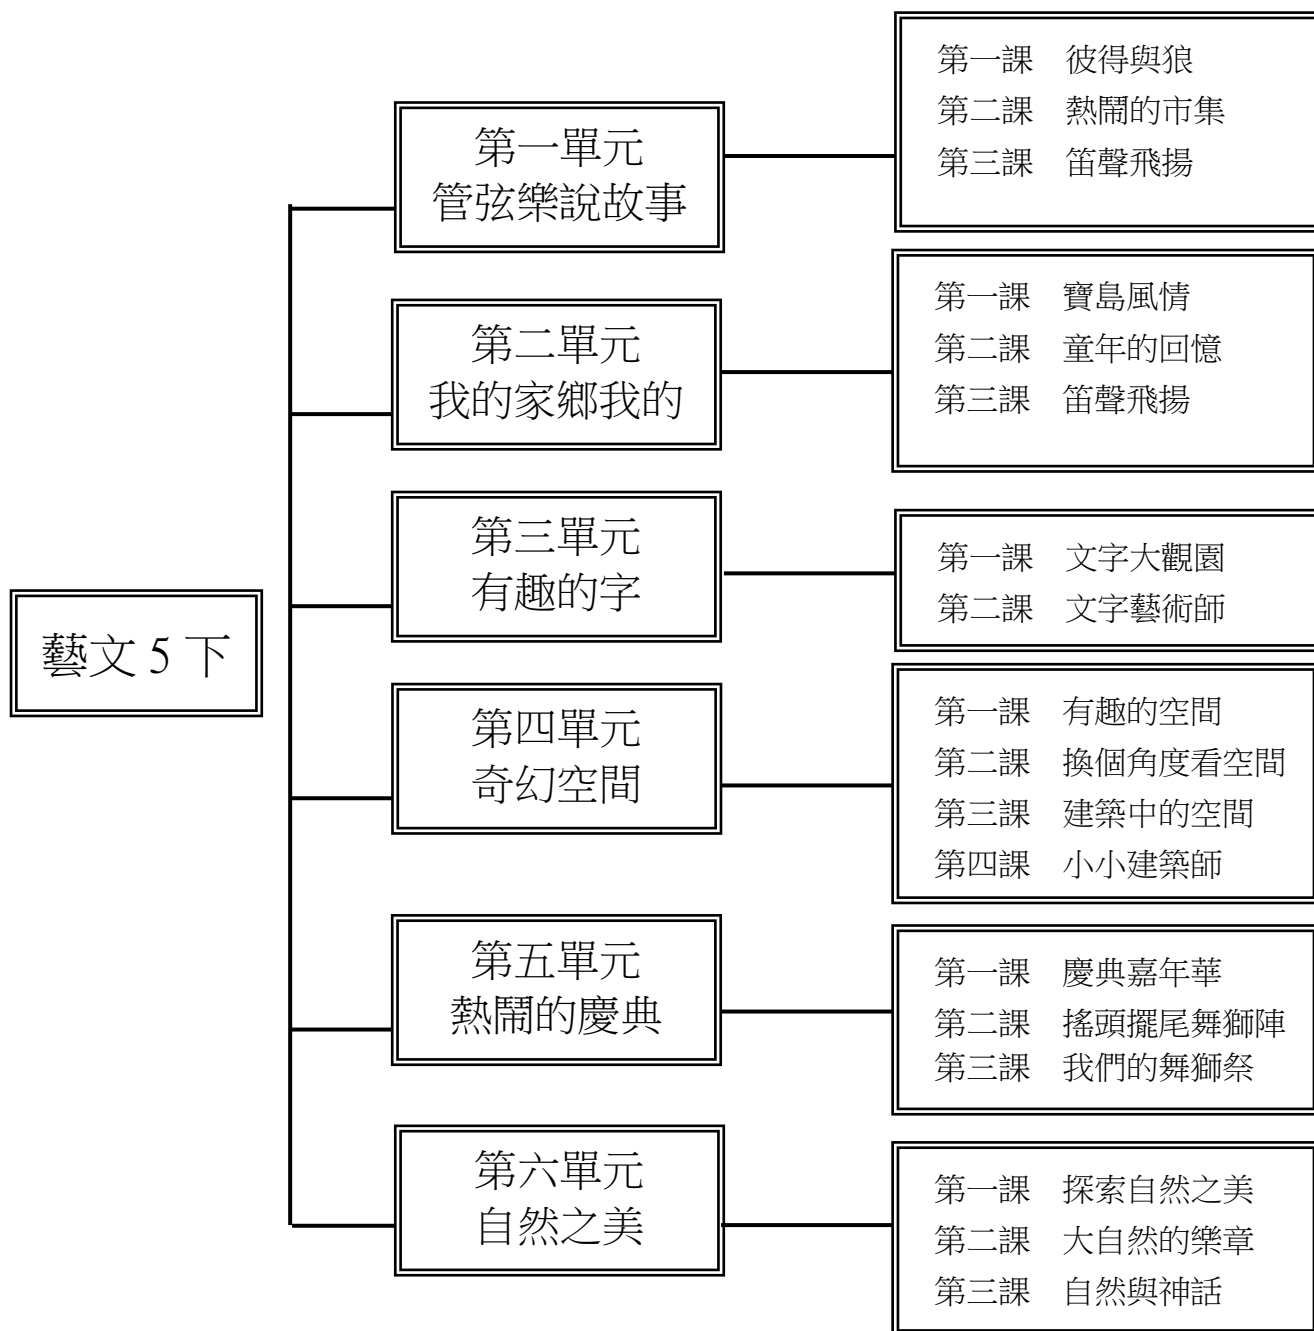 藝文 5 下
第一單元
管弦樂說故事
第一課　彼得與狼
第二課　熱鬧的市集
第三課　笛聲飛揚
第二單元
我的家鄉我的
第一課　寶島風情
第二課　童年的回憶
第三課　笛聲飛揚
第三單元
有趣的字
第一課　文字大觀園
第二課　文字藝術師
第四單元
奇幻空間
第一課　有趣的空間
第二課　換個角度看空間
第三課　建築中的空間
第四課　小小建築師
第五單元
熱鬧的慶典
第一課　慶典嘉年華
第二課　搖頭擺尾舞獅陣
第三課　我們的舞獅祭
第六單元
自然之美
第一課　探索自然之美
第二課　大自然的樂章
第三課　自然與神話